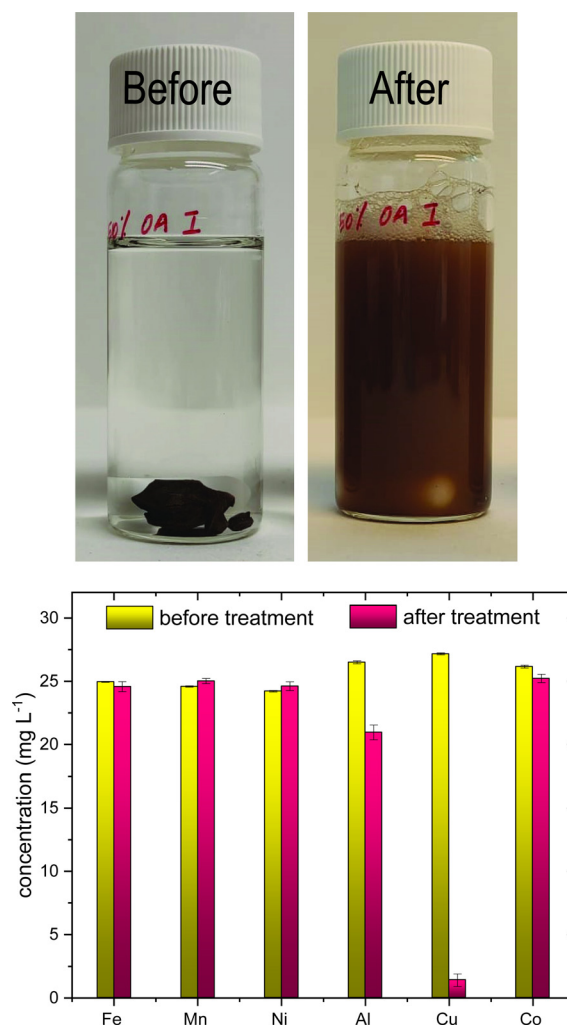 Before
After
50% OA I
50% OA I
before treatment
after treatment
concentration (mg L⁻¹)
30
25
20
15
10
5
0
Fe Mn Ni Al Cu Co